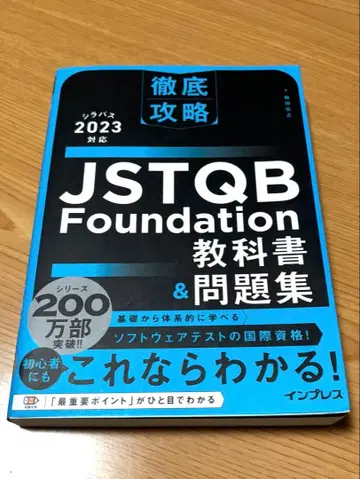 徹底
攻略
シラバス
2023
対応
JSTQB
Foundation
教科書
&問題集
シリーズ
200
万部
突破!!
基礎から体系的に学べる
ソフトウェアテストの国際資格!
初心者
にも
これならわかる!
「最重要ポイント」がひと目でわかる
インプレス